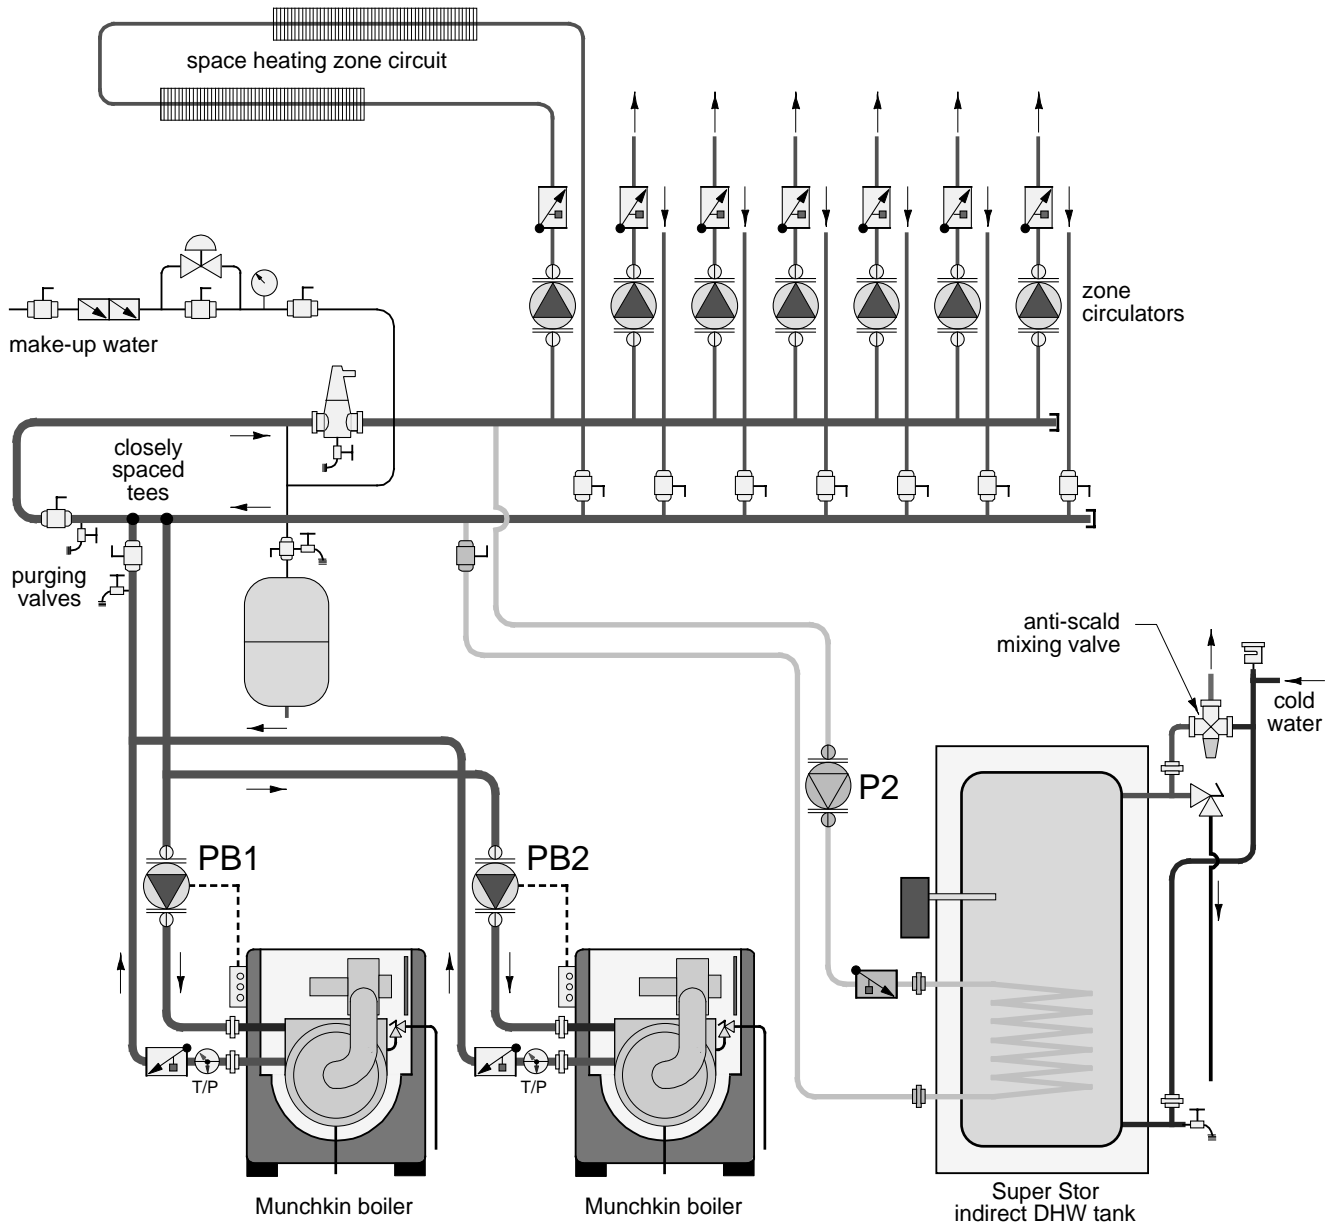 space heating zone circuit
zone
circulators
make-up water
closely
spaced
tees
purging
valves
anti-scald
mixing valve
cold
water
P2
PB1
PB2
T/P
T/P
Munchkin boiler
Munchkin boiler
Super Stor
indirect DHW tank